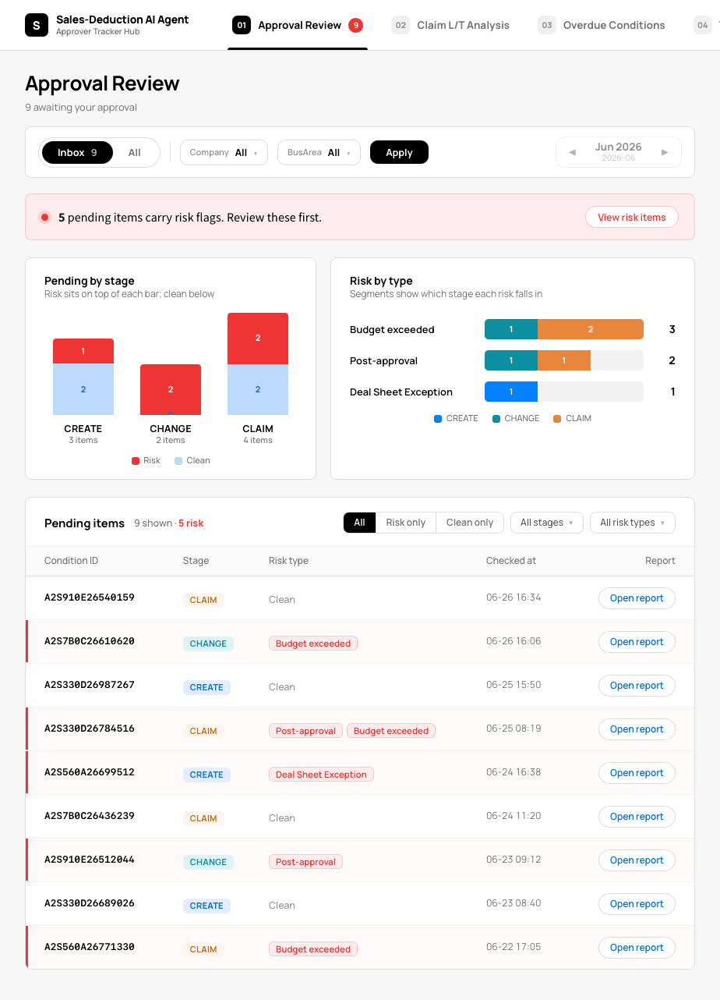 S
Sales-Deduction AI Agent
Approver Tracker Hub
01 Approval Review 9
02 Claim L/T Analysis
03 Overdue Conditions
04
Approval Review
9 awaiting your approval
Inbox 9 All
Company All ▾
BusArea All ▾
Apply
◀ Jun 2026 ▶
2026-06
5 pending items carry risk flags. Review these first.
View risk items
Pending by stage
Risk sits on top of each bar; clean below
1
2
2
2
2
CREATE CHANGE CLAIM
3 items 2 items 4 items
Risk Clean
Risk by type
Segments show which stage each risk falls in
Budget exceeded 1 2 3
Post-approval 1 1 2
Deal Sheet Exception 1 1
CREATE CHANGE CLAIM
Pending items 9 shown · 5 risk
All Risk only Clean only All stages ▾ All risk types ▾
Condition ID Stage Risk type Checked at Report
A2S910E26540159 CLAIM Clean 06-26 16:34 Open report
A2S7B0C26610620 CHANGE Budget exceeded 06-26 16:06 Open report
A2S330D26987267 CREATE Clean 06-25 15:50 Open report
A2S330D26784516 CLAIM Post-approval Budget exceeded 06-25 08:19 Open report
A2S560A26699512 CREATE Deal Sheet Exception 06-24 16:38 Open report
A2S7B0C26436239 CLAIM Clean 06-24 11:20 Open report
A2S910E26512044 CHANGE Post-approval 06-23 09:12 Open report
A2S330D26689026 CREATE Clean 06-23 08:40 Open report
A2S560A26771330 CLAIM Budget exceeded 06-22 17:05 Open report